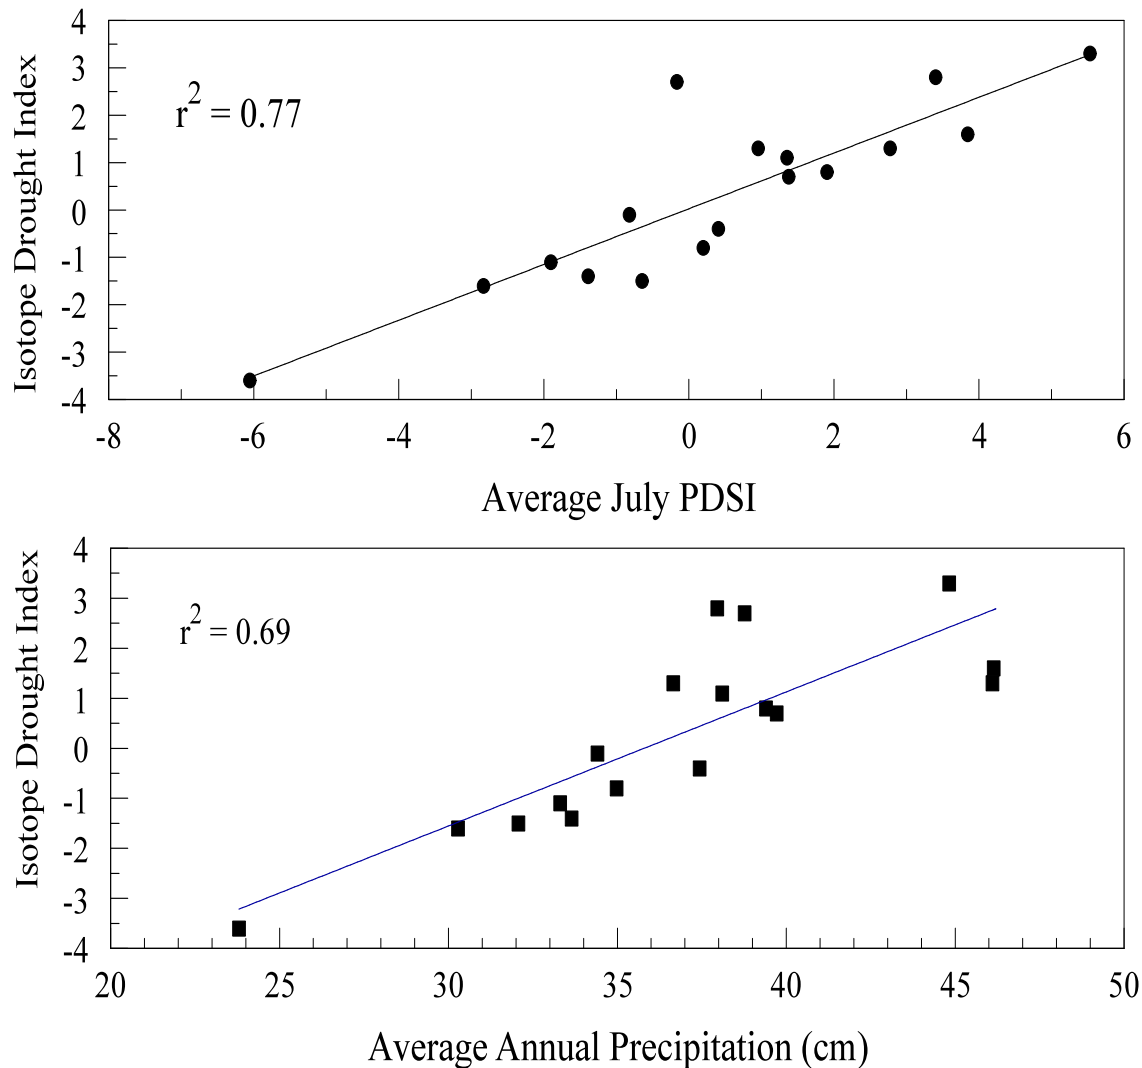 Isotope Drought Index
4
3
2
1
0
-1
-2
-3
-4
r² = 0.77
-8 -6 -4 -2 0 2 4 6
Average July PDSI
Isotope Drought Index
4
3
2
1
0
-1
-2
-3
-4
r² = 0.69
20 25 30 35 40 45 50
Average Annual Precipitation (cm)